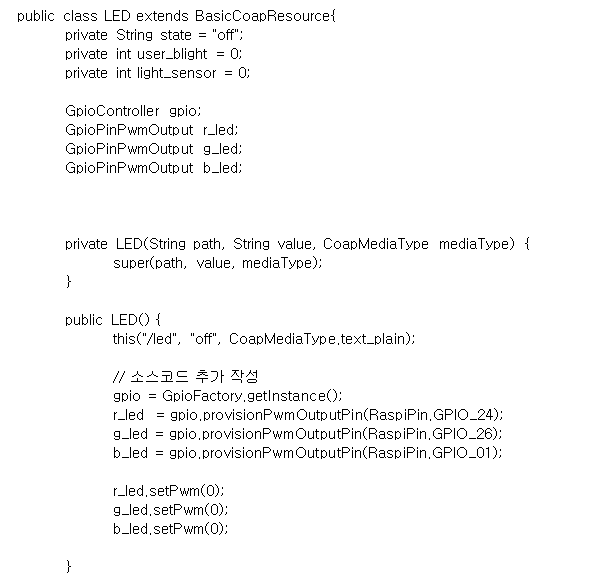 public class LED extends BasicCoapResource{
private String state = "off";
private int user_blight = 0;
private int light_sensor = 0;
GpioController gpio;
GpioPinPwmOutput r_led;
GpioPinPwmOutput g_led;
GpioPinPwmOutput b_led;
private LED(String path, String value, CoapMediaType mediaType) {
super(path, value, mediaType);
}
public LED() {
this("/led", "off", CoapMediaType.text_plain);
// 소스코드 추가 작성
gpio = GpioFactory.getInstance();
r_led = gpio.provisionPwmOutputPin(RaspiPin.GPIO_24);
g_led = gpio.provisionPwmOutputPin(RaspiPin.GPIO_26);
b_led = gpio.provisionPwmOutputPin(RaspiPin.GPIO_01);
r_led.setPwm(0);
g_led.setPwm(0);
b_led.setPwm(0);
}